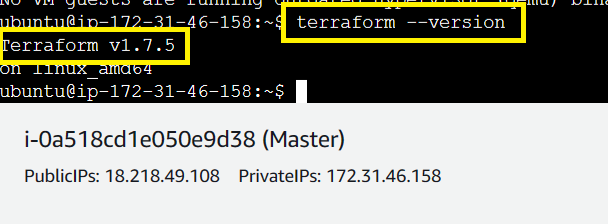 No VM guests are running outdated hypervisor (qemu) bina
ubuntu@ip-172-31-46-158:~$ terraform --version
Terraform v1.7.5
on linux_amd64
ubuntu@ip-172-31-46-158:~$
i-0a518cd1e050e9d38 (Master)
PublicIPs: 18.218.49.108 PrivateIPs: 172.31.46.158